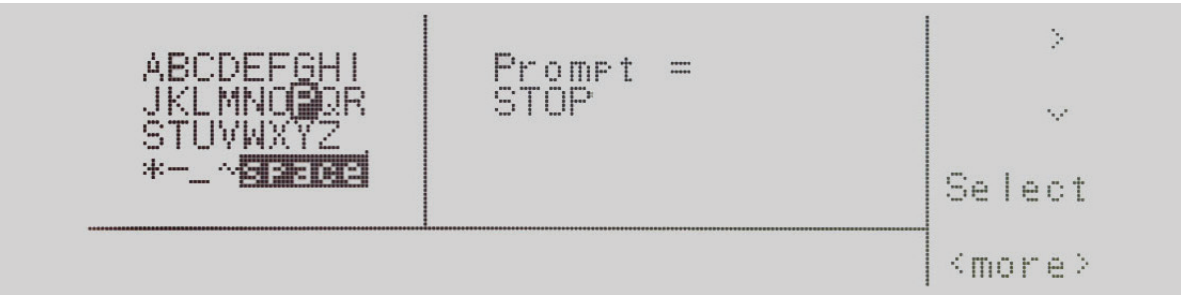 ABCDEFGHI
JKLMNOPQR
STUVWXYZ
*-_~space
Prompt =
STOP
>
˅
Select
<more>